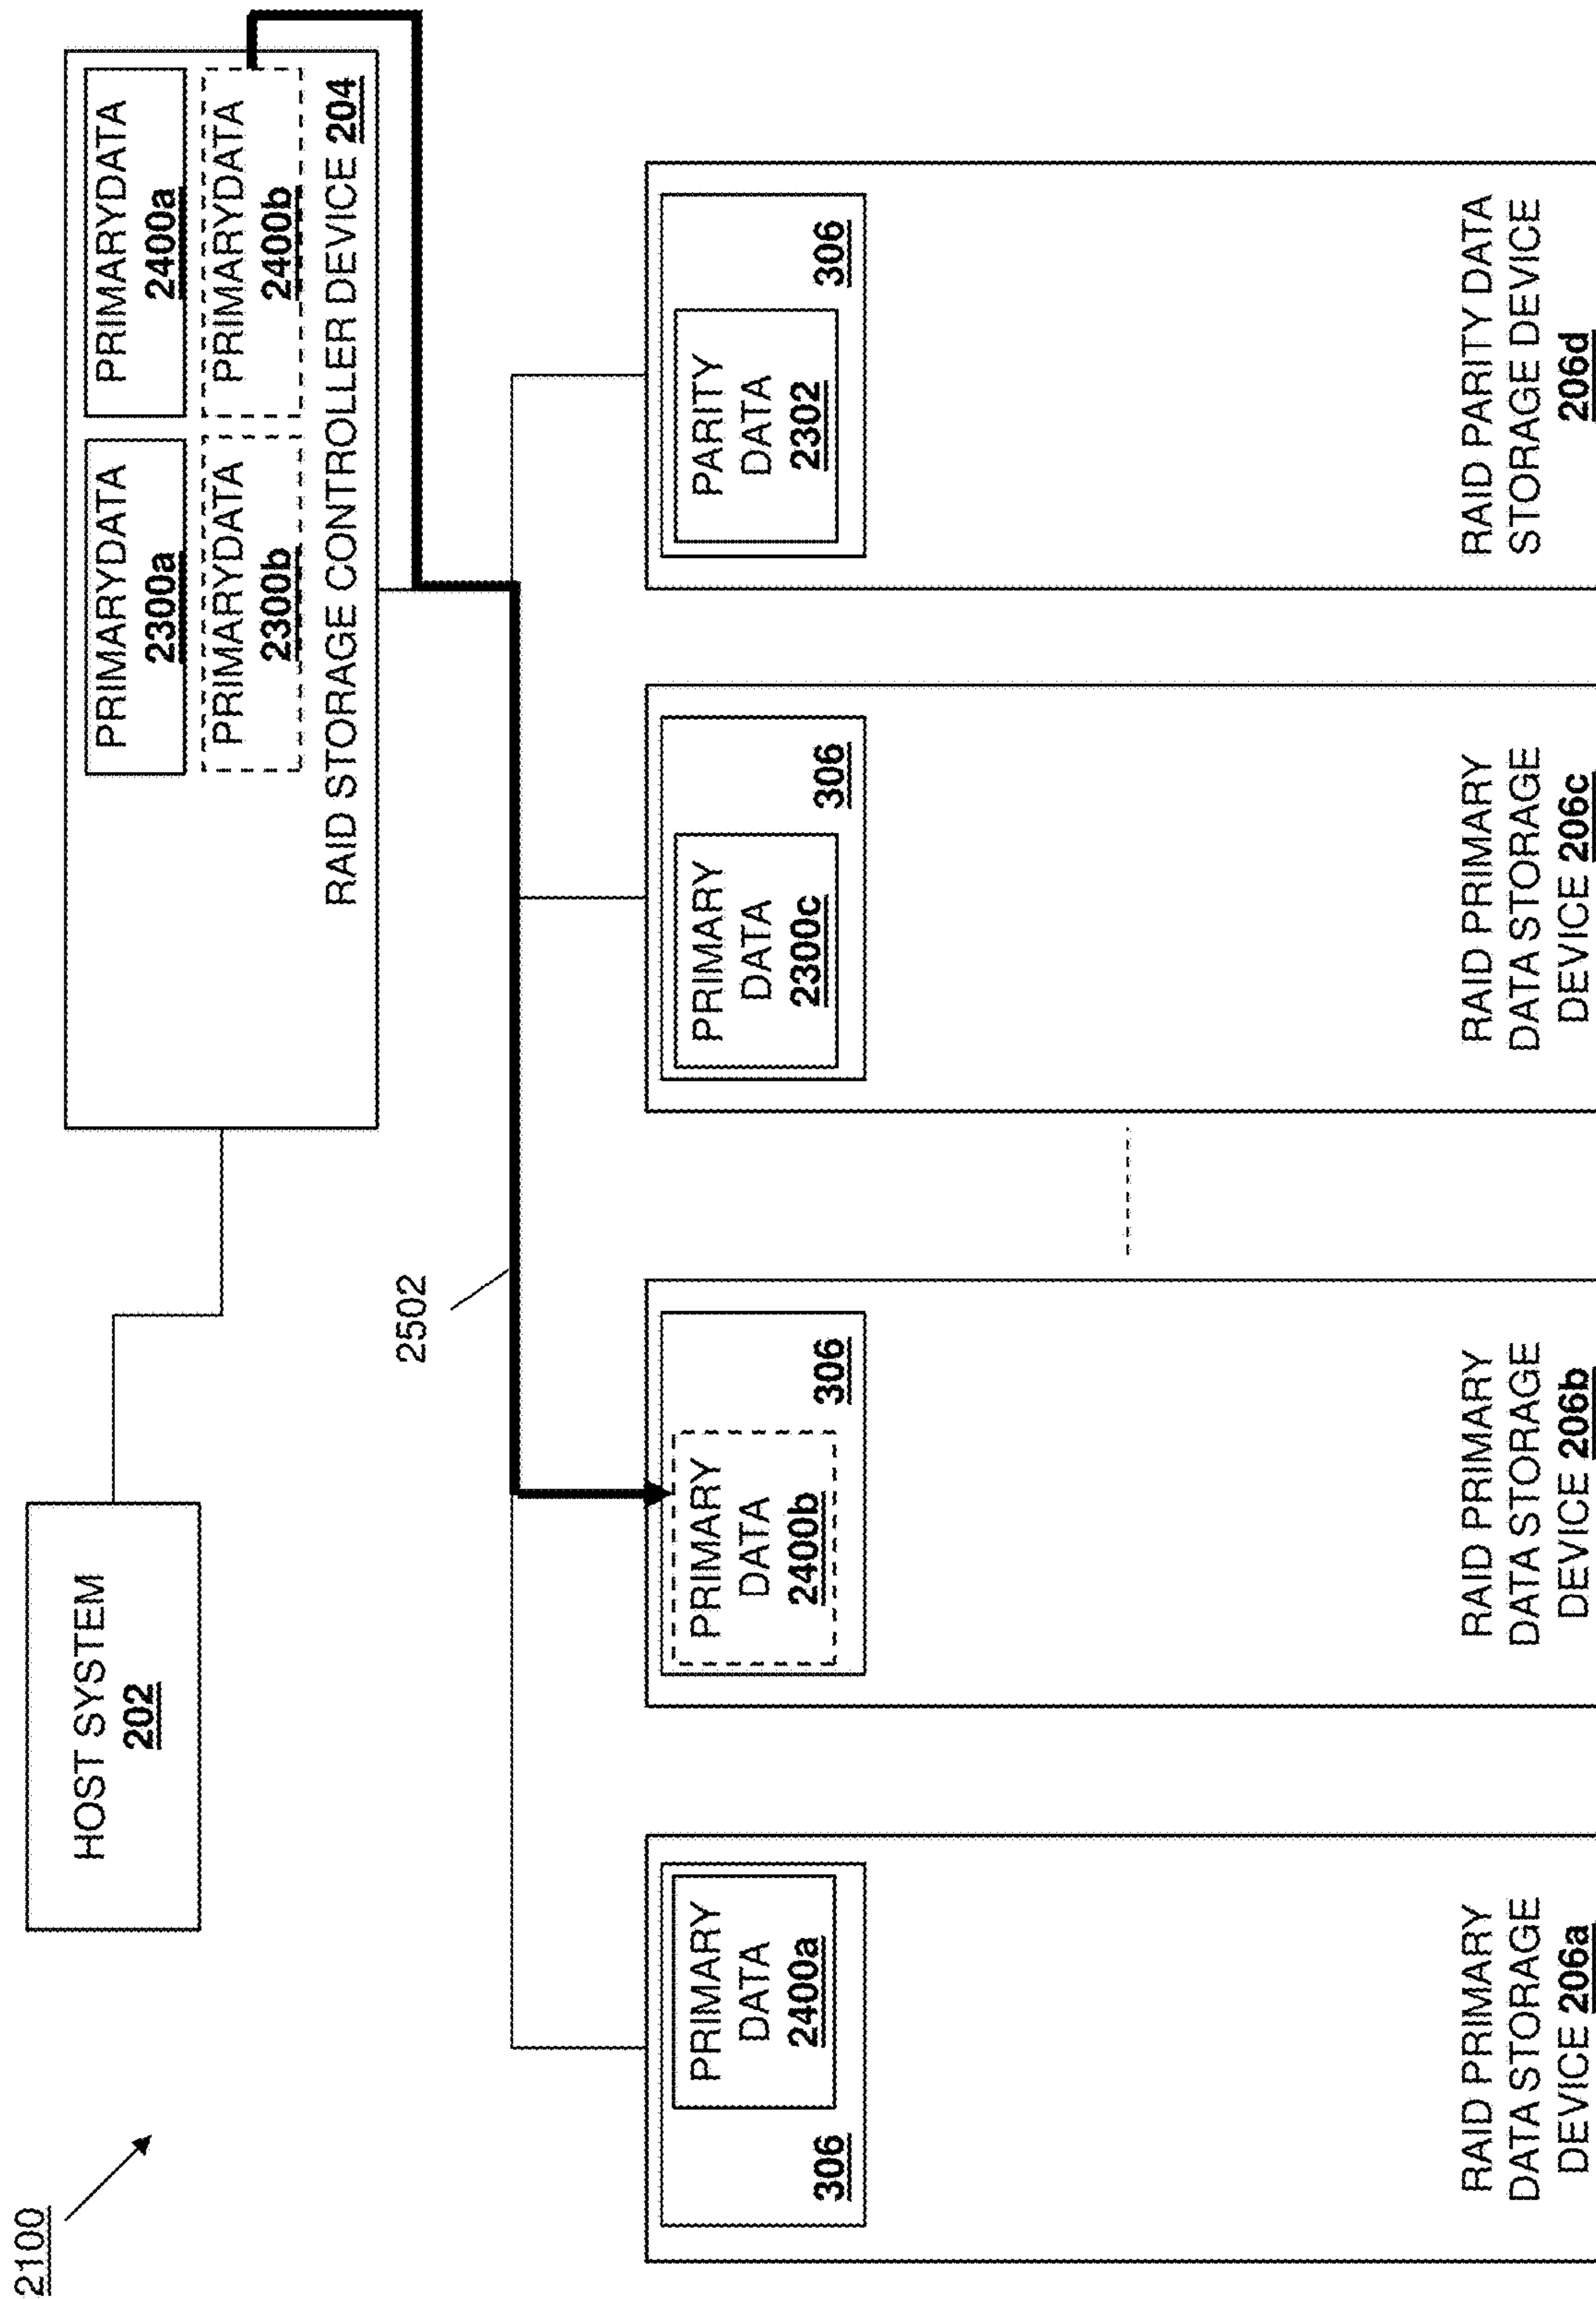 2100
HOST SYSTEM
202
PRIMARYDATA
2300a
PRIMARYDATA
2400a
PRIMARYDATA
2300b
PRIMARYDATA
2400b
RAID STORAGE CONTROLLER DEVICE 204
2502
PRIMARY
DATA
2400a
306
RAID PRIMARY
DATA STORAGE
DEVICE 206a
PRIMARY
DATA
2400b
306
RAID PRIMARY
DATA STORAGE
DEVICE 206b
PRIMARY
DATA
2300c
306
RAID PRIMARY
DATA STORAGE
DEVICE 206c
PARITY
DATA
2302
306
RAID PARITY DATA
STORAGE DEVICE
206d